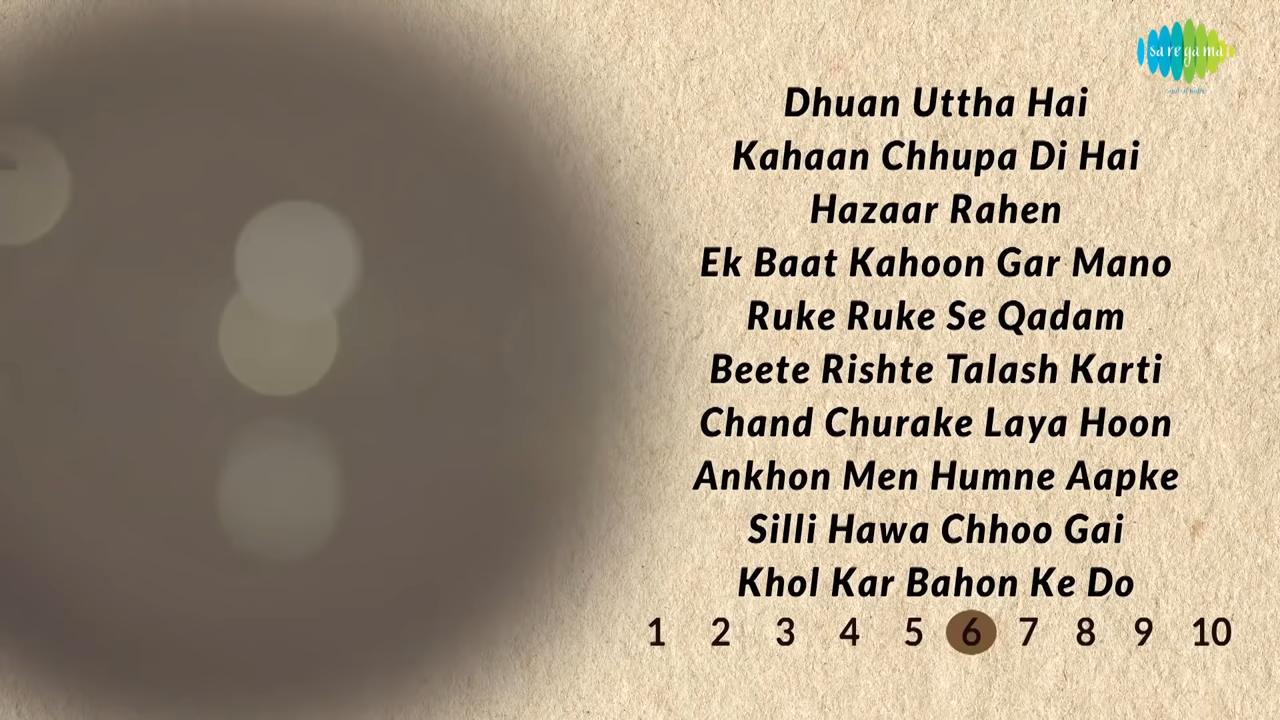 sa re ga ma
Dhuan Uttha Hai
Kahaan Chhupa Di Hai
Hazaar Rahen
Ek Baat Kahoon Gar Mano
Ruke Ruke Se Qadam
Beete Rishte Talash Karti
Chand Churake Laya Hoon
Ankhon Men Humne Aapke
Silli Hawa Chhoo Gai
Khol Kar Bahon Ke Do
1 2 3 4 5 6 7 8 9 10